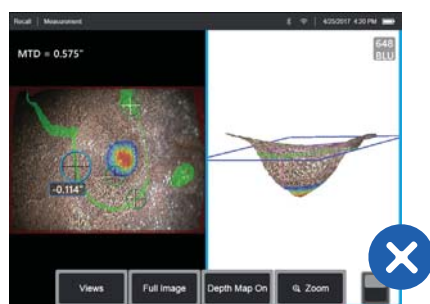 Recall | Measurement
4/25/2017 4:20 PM
MTD = 0.575"
648
BLU
-0.114"
Views
Full Image
Depth Map On
Zoom